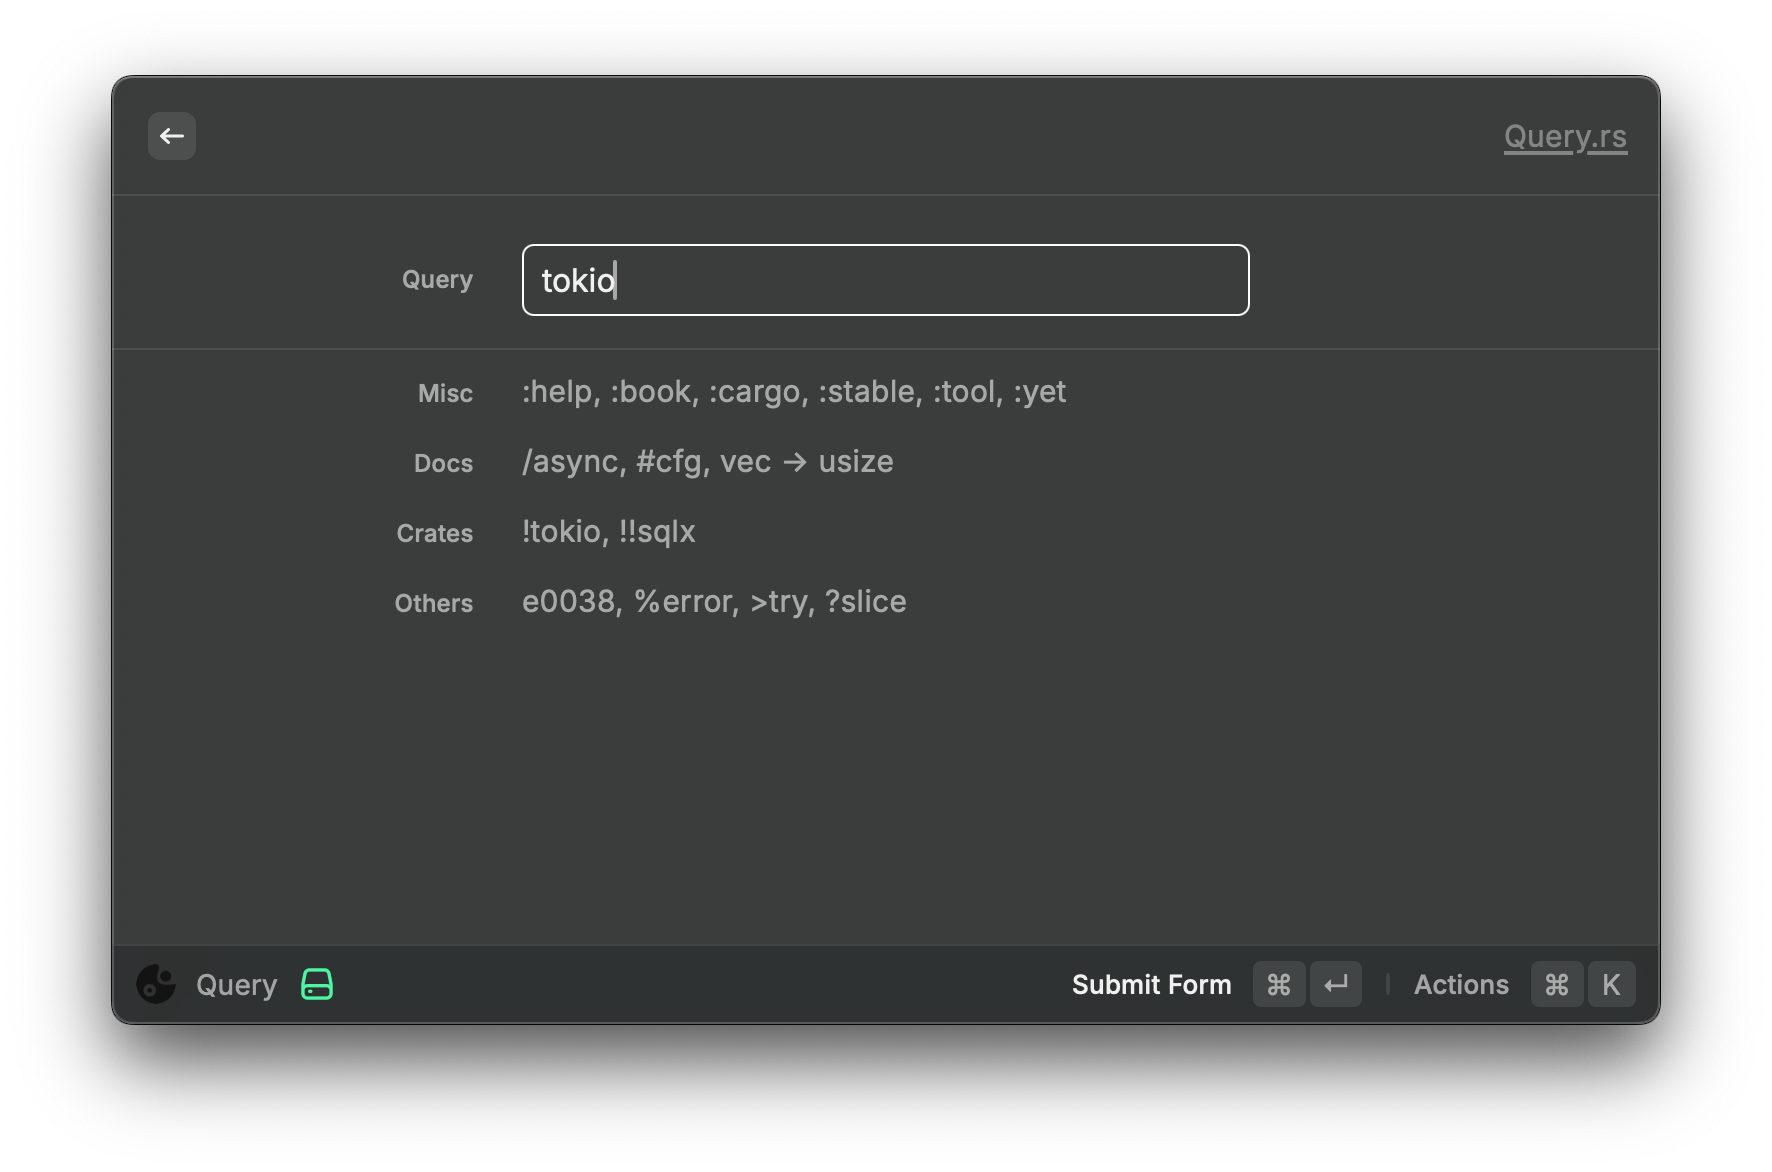 Query.rs
Query tokio
Misc :help, :book, :cargo, :stable, :tool, :yet
Docs /async, #cfg, vec → usize
Crates !tokio, !!sqlx
Others e0038, %error, >try, ?slice
Query Submit Form ⌘ ↵ Actions ⌘ K